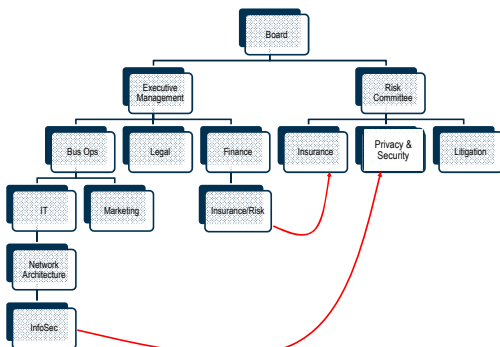 Board
Executive
Management
Risk
Committee
Bus Ops
Legal
Finance
Insurance
Privacy &
Security
Litigation
IT
Marketing
Insurance/Risk
Network
Architecture
InfoSec